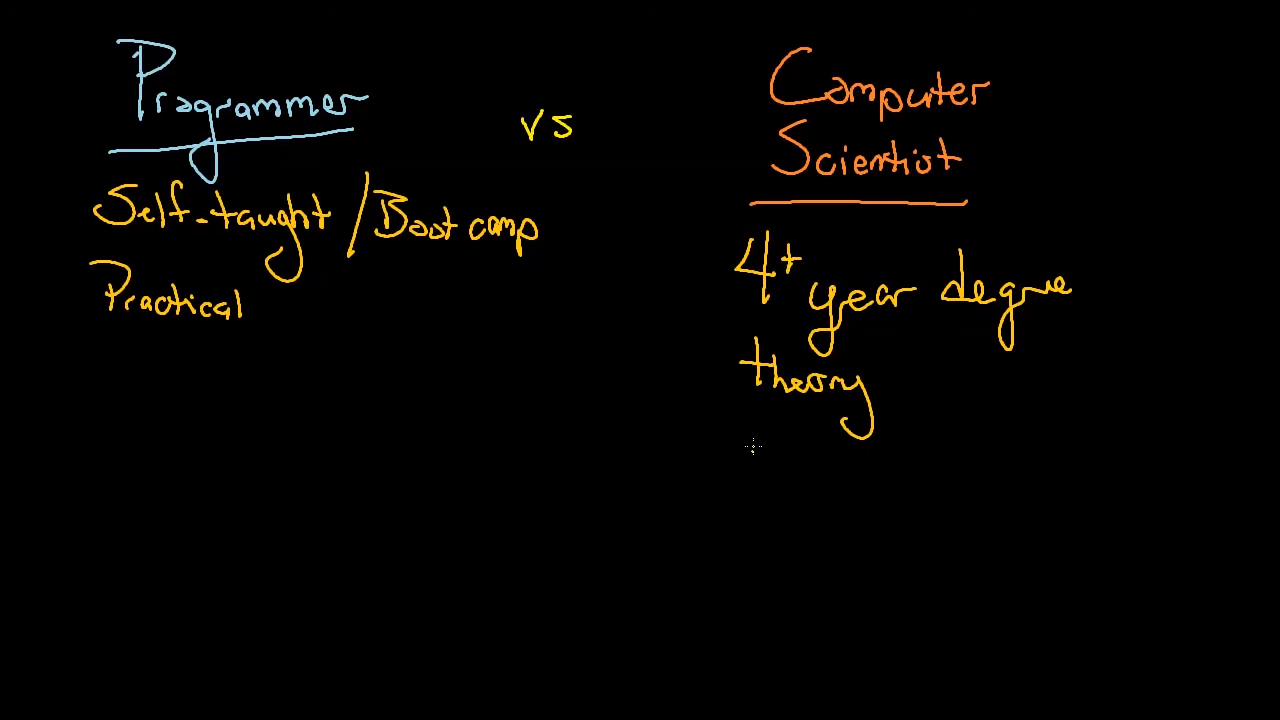 Programmer
vs
Computer
Scientist
Self-taught / Boot camp
Practical
4+ year degree
theory